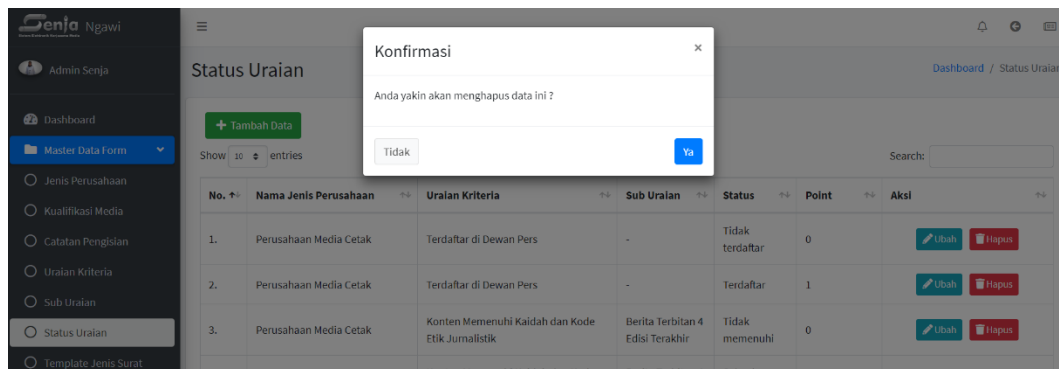 Senja Ngawi
Admin Senja
Dashboard
Master Data Form
Jenis Perusahaan
Kualifikasi Media
Catatan Pengisian
Uraian Kriteria
Sub Uraian
Status Uraian
Template Jenis Surat
Status Uraian
Dashboard / Status Uraian
Konfirmasi ×
Anda yakin akan menghapus data ini ?
Tidak Ya
+ Tambah Data
Show 10 entries
Search:
No. Nama Jenis Perusahaan Uraian Kriteria Sub Uraian Status Point Aksi
1. Perusahaan Media Cetak Terdaftar di Dewan Pers - Tidak terdaftar 0 Ubah Hapus
2. Perusahaan Media Cetak Terdaftar di Dewan Pers - Terdaftar 1 Ubah Hapus
3. Perusahaan Media Cetak Konten Memenuhi Kaidah dan Kode Etik Jurnalistik Berita Terbitan 4 Edisi Terakhir Tidak memenuhi 0 Ubah Hapus